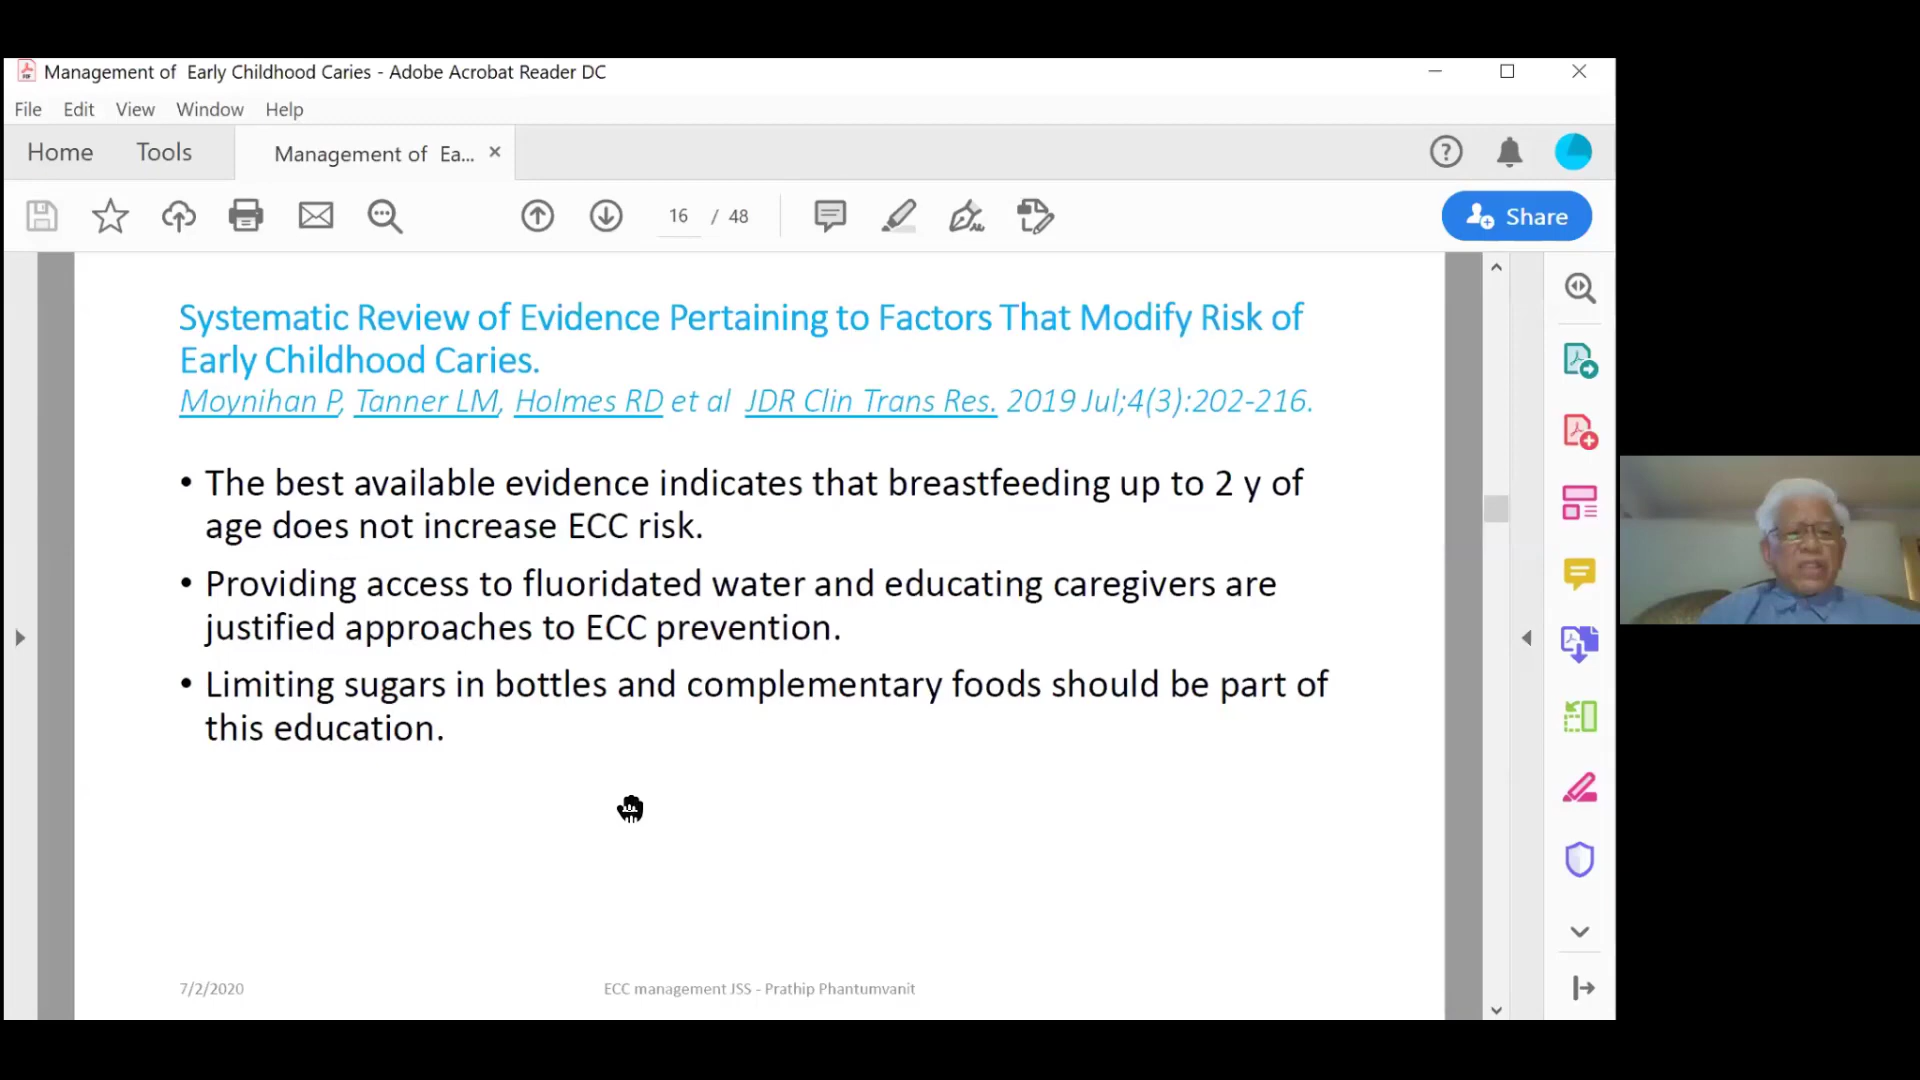 Management of Early Childhood Caries - Adobe Acrobat Reader DC
File Edit View Window Help
Home Tools Management of Ea...
16 / 48
Share
Systematic Review of Evidence Pertaining to Factors That Modify Risk of
Early Childhood Caries.
Moynihan P, Tanner LM, Holmes RD et al JDR Clin Trans Res. 2019 Jul;4(3):202-216.
• The best available evidence indicates that breastfeeding up to 2 y of
age does not increase ECC risk.
• Providing access to fluoridated water and educating caregivers are
justified approaches to ECC prevention.
• Limiting sugars in bottles and complementary foods should be part of
this education.
7/2/2020 ECC management JSS - Prathip Phantumvanit